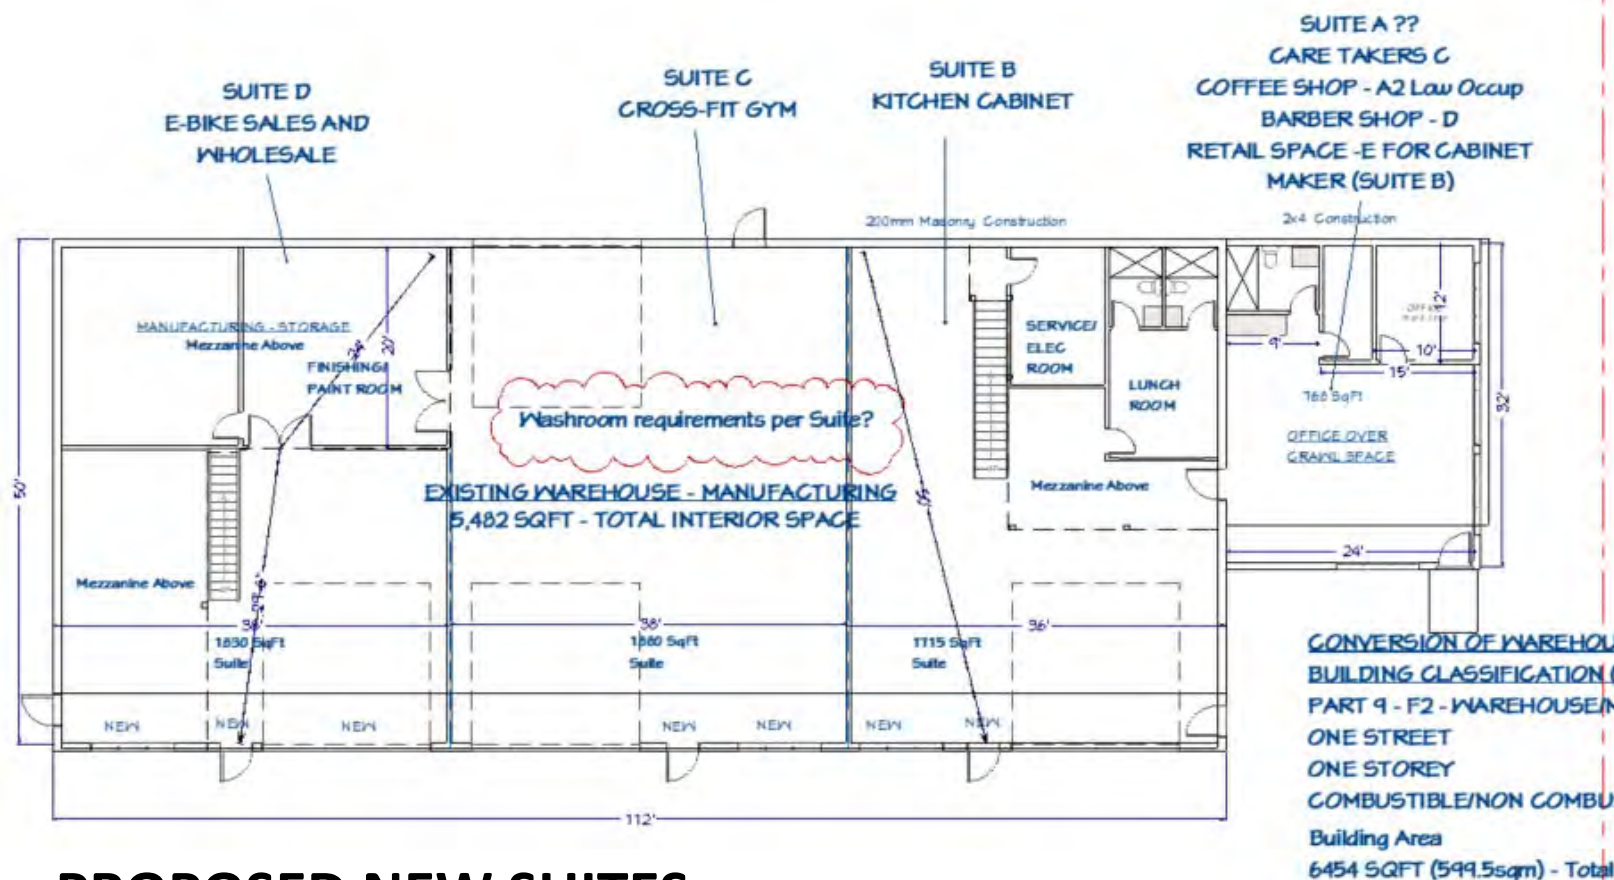 SUITE A ??
CARE TAKERS C
COFFEE SHOP - A2 Low Occup
BARBER SHOP - D
RETAIL SPACE -E FOR CABINET
MAKER (SUITE B)
SUITE B
KITCHEN CABINET
SUITE C
CROSS-FIT GYM
SUITE D
E-BIKE SALES AND
WHOLESALE
200mm Masonry Construction
2x4 Construction
MANUFACTURING - STORAGE
Mezzanine Above
FINISHING/
PAINT ROOM
20'
SERVICE/
ELEC
ROOM
LUNCH
ROOM
12'
9'
10'
15'
768 SqFt
32'
OFFICE OVER
CRAWL SPACE
Washroom requirements per Suite?
EXISTING WAREHOUSE - MANUFACTURING
5,482 SQFT - TOTAL INTERIOR SPACE
50'
Mezzanine Above
Mezzanine Above
24'
38'
38'
36'
1830 SqFt
Suite
1880 SqFt
Suite
1715 SqFt
Suite
NEW
NEW
NEW
NEW
NEW
NEW
NEW
112'
CONVERSION OF WAREHOU
BUILDING CLASSIFICATION (
PART 9 - F2 - WAREHOUSE/M
ONE STREET
ONE STOREY
COMBUSTIBLE/NON COMBU
Building Area
6454 SQFT (599.5sqm) - Total
PROPOSED NEW SUITES